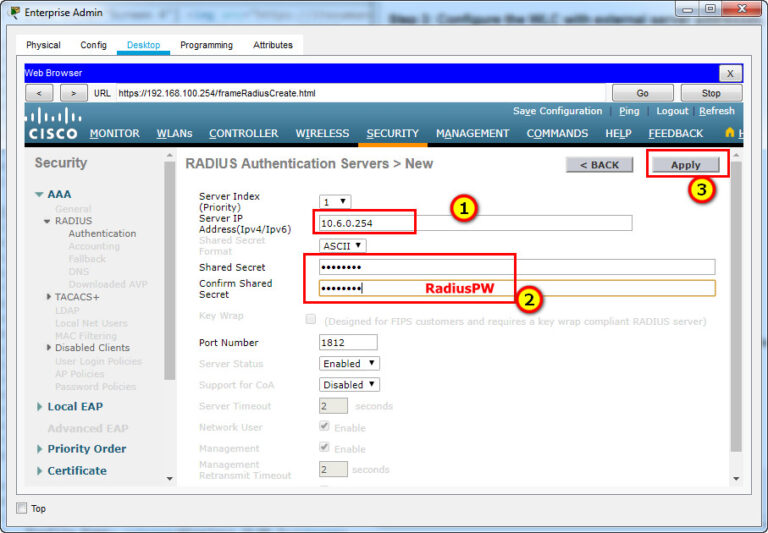 Enterprise Admin
Physical Config Desktop Programming Attributes
Web Browser X
< > URL https://192.168.100.254/frameRadiusCreate.html Go Stop
Save Configuration | Ping | Logout | Refresh
CISCO MONITOR WLANs CONTROLLER WIRELESS SECURITY MANAGEMENT COMMANDS HELP FEEDBACK
Security
AAA
General
RADIUS
Authentication
Accounting
Fallback
DNS
Downloaded AVP
TACACS+
LDAP
Local Net Users
MAC Filtering
Disabled Clients
User Login Policies
AP Policies
Password Policies
Local EAP
Advanced EAP
Priority Order
Certificate
RADIUS Authentication Servers > New < BACK Apply
3
Server Index
(Priority) 1
1
Server IP
Address(Ipv4/Ipv6) 10.6.0.254
Shared Secret
Format ASCII
Shared Secret ••••••••
Confirm Shared
Secret •••••••• RadiusPW
2
Key Wrap (Designed for FIPS customers and requires a key wrap compliant RADIUS server)
Port Number 1812
Server Status Enabled
Support for CoA Disabled
Server Timeout 2 seconds
Network User Enable
Management Enable
Management
Retransmit Timeout 2 seconds
Top